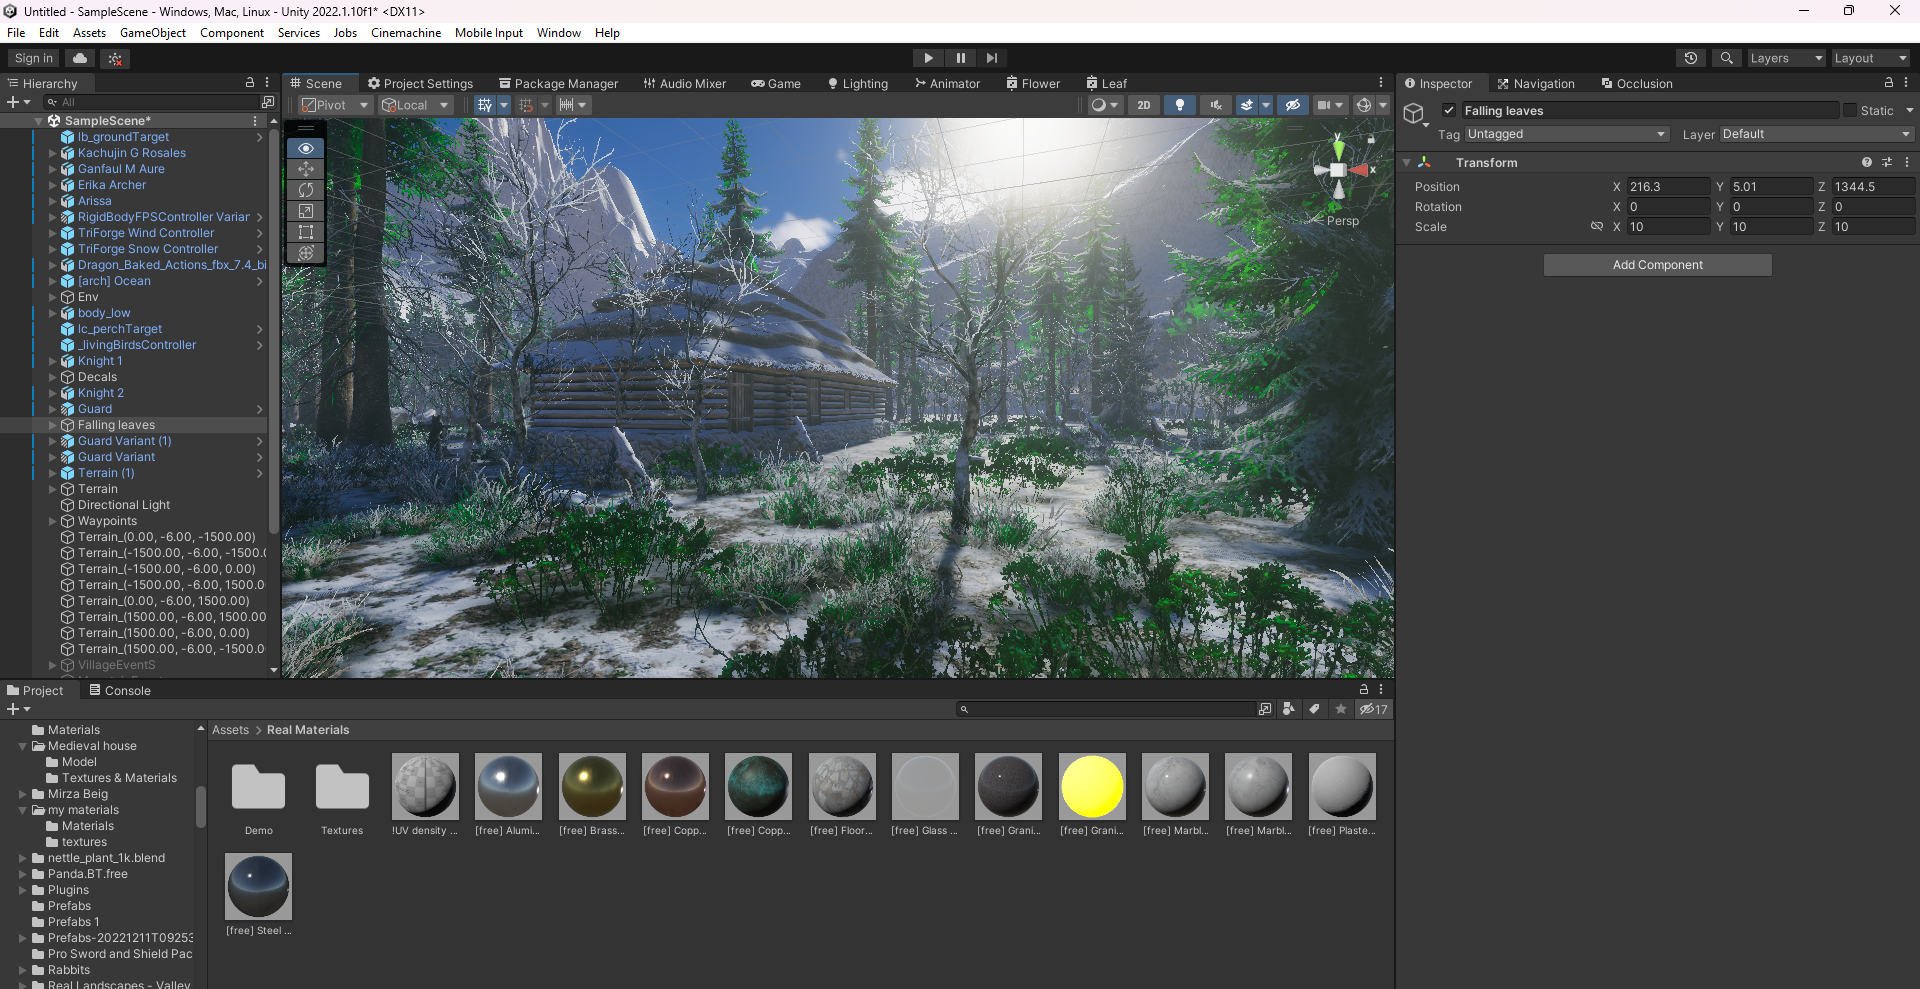 Untitled - SampleScene - Windows, Mac, Linux - Unity 2022.1.10f1* <DX11>
File Edit Assets GameObject Component Services Jobs Cinemachine Mobile Input Window Help
Sign in
Layers Layout
Hierarchy
All
SampleScene*
lb_groundTarget
Kachujin G Rosales
Ganfaul M Aure
Erika Archer
Arissa
RigidBodyFPSController Varian
TriForge Wind Controller
TriForge Snow Controller
Dragon_Baked_Actions_fbx_7.4_bi
[arch] Ocean
Env
body_low
lc_perchTarget
_livingBirdsController
Knight 1
Decals
Knight 2
Guard
Falling leaves
Guard Variant (1)
Guard Variant
Terrain (1)
Terrain
Directional Light
Waypoints
Terrain_(0.00, -6.00, -1500.00)
Terrain_(-1500.00, -6.00, -1500.0
Terrain_(-1500.00, -6.00, 0.00)
Terrain_(-1500.00, -6.00, 1500.0
Terrain_(0.00, -6.00, 1500.00)
Terrain_(1500.00, -6.00, 1500.00
Terrain_(1500.00, -6.00, 0.00)
Terrain_(1500.00, -6.00, -1500.0
VillageEventS
Scene Project Settings Package Manager Audio Mixer Game Lighting Animator Flower Leaf
Pivot Local 2D
y
x
Persp
Inspector Navigation Occlusion
Falling leaves Static
Tag Untagged Layer Default
Transform
Position X 216.3 Y 5.01 Z 1344.5
Rotation X 0 Y 0 Z 0
Scale X 10 Y 10 Z 10
Add Component
Project Console
17
Materials
Medieval house
Model
Textures & Materials
Mirza Beig
my materials
Materials
textures
nettle_plant_1k.blend
Panda.BT.free
Plugins
Prefabs
Prefabs 1
Prefabs-20221211T09253
Pro Sword and Shield Pac
Rabbits
Real Landscapes - Valley
Assets > Real Materials
Demo Textures !UV density ... [free] Alumi... [free] Brass... [free] Copp... [free] Copp... [free] Floor... [free] Glass ... [free] Grani... [free] Grani... [free] Marbl... [free] Marbl... [free] Plaste...
[free] Steel ...